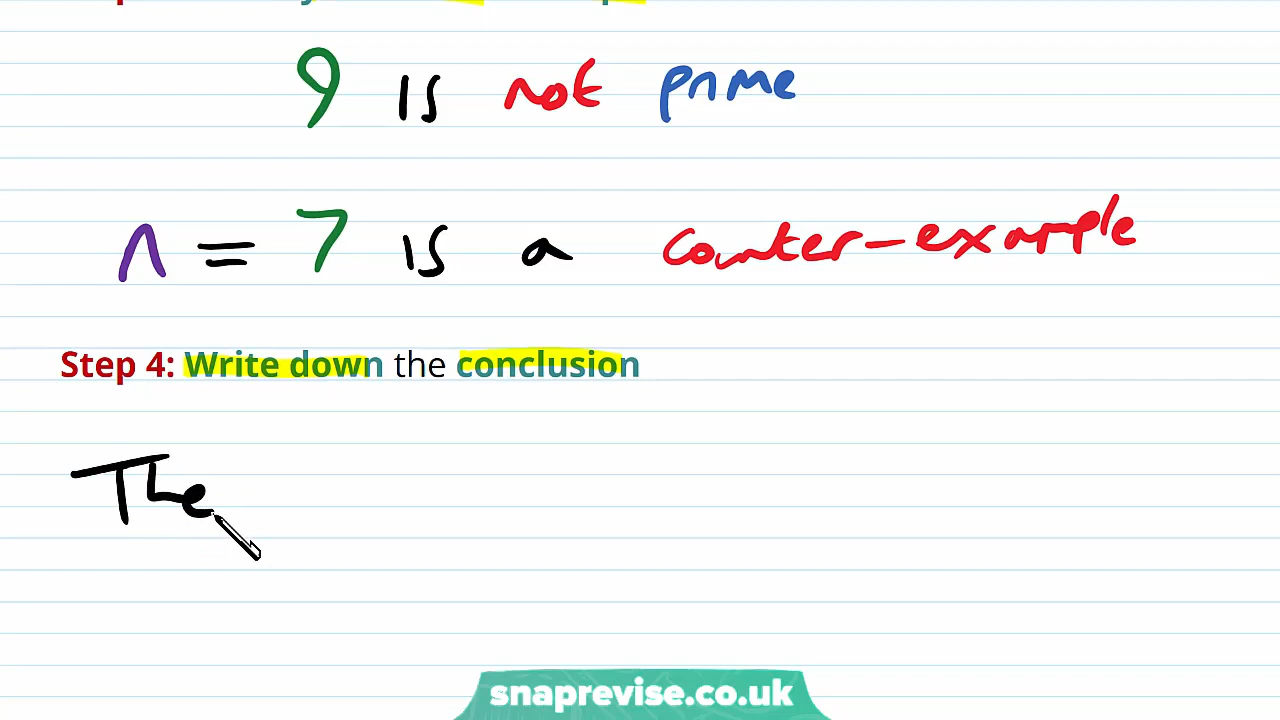 9 is not prime
n = 7 is a counter-example
Step 4: Write down the conclusion
The
snaprevise.co.uk